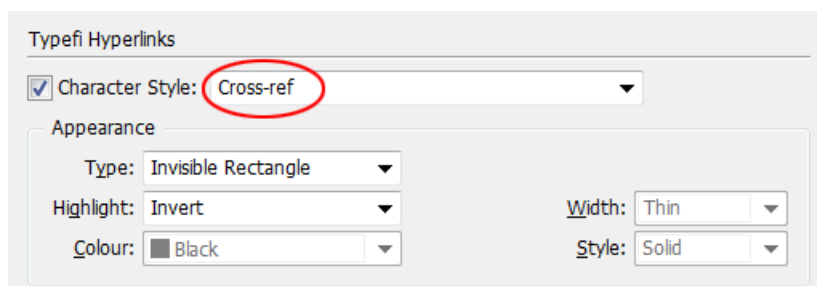 Typefi Hyperlinks
Character Style: Cross-ref
Appearance
Type: Invisible Rectangle
Highlight: Invert Width: Thin
Colour: Black Style: Solid